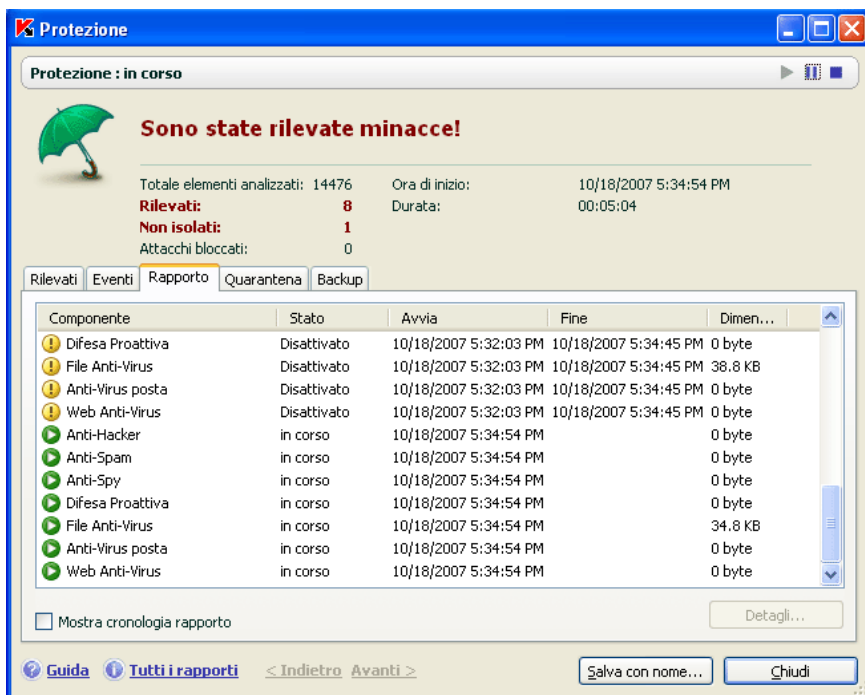 Protezione
Protezione : in corso
Sono state rilevate minacce!
Totale elementi analizzati: 14476 Ora di inizio: 10/18/2007 5:34:54 PM
Rilevati: 8 Durata: 00:05:04
Non isolati: 1
Attacchi bloccati: 0
Rilevati Eventi Rapporto Quarantena Backup
Componente Stato Avvia Fine Dimen...
Difesa Proattiva Disattivato 10/18/2007 5:32:03 PM 10/18/2007 5:34:45 PM 0 byte
File Anti-Virus Disattivato 10/18/2007 5:32:03 PM 10/18/2007 5:34:45 PM 38.8 KB
Anti-Virus posta Disattivato 10/18/2007 5:32:03 PM 10/18/2007 5:34:45 PM 0 byte
Web Anti-Virus Disattivato 10/18/2007 5:32:03 PM 10/18/2007 5:34:45 PM 0 byte
Anti-Hacker in corso 10/18/2007 5:34:54 PM 0 byte
Anti-Spam in corso 10/18/2007 5:34:54 PM 0 byte
Anti-Spy in corso 10/18/2007 5:34:54 PM 0 byte
Difesa Proattiva in corso 10/18/2007 5:34:54 PM 0 byte
File Anti-Virus in corso 10/18/2007 5:34:54 PM 34.8 KB
Anti-Virus posta in corso 10/18/2007 5:34:54 PM 0 byte
Web Anti-Virus in corso 10/18/2007 5:34:54 PM 0 byte
Mostra cronologia rapporto Detagli...
Guida Tutti i rapporti < Indietro Avanti > Salva con nome... Chiudi